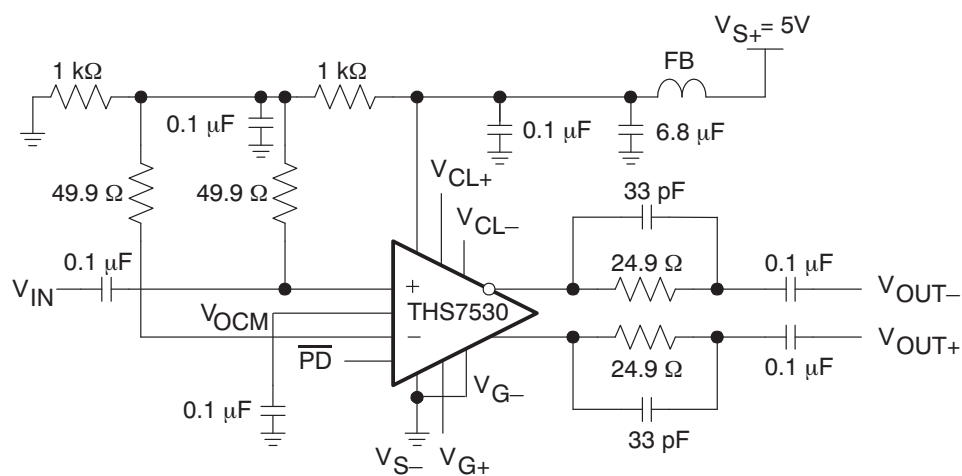 V_S+ = 5V
1 kΩ
1 kΩ
FB
0.1 μF
0.1 μF
6.8 μF
49.9 Ω
49.9 Ω
V_CL+
V_CL−
33 pF
0.1 μF
24.9 Ω
0.1 μF
V_IN
+
THS7530
V_OUT−
V_OCM
−
V_OUT+
P̅D̅
24.9 Ω
0.1 μF
V_G−
0.1 μF
33 pF
V_S−
V_G+